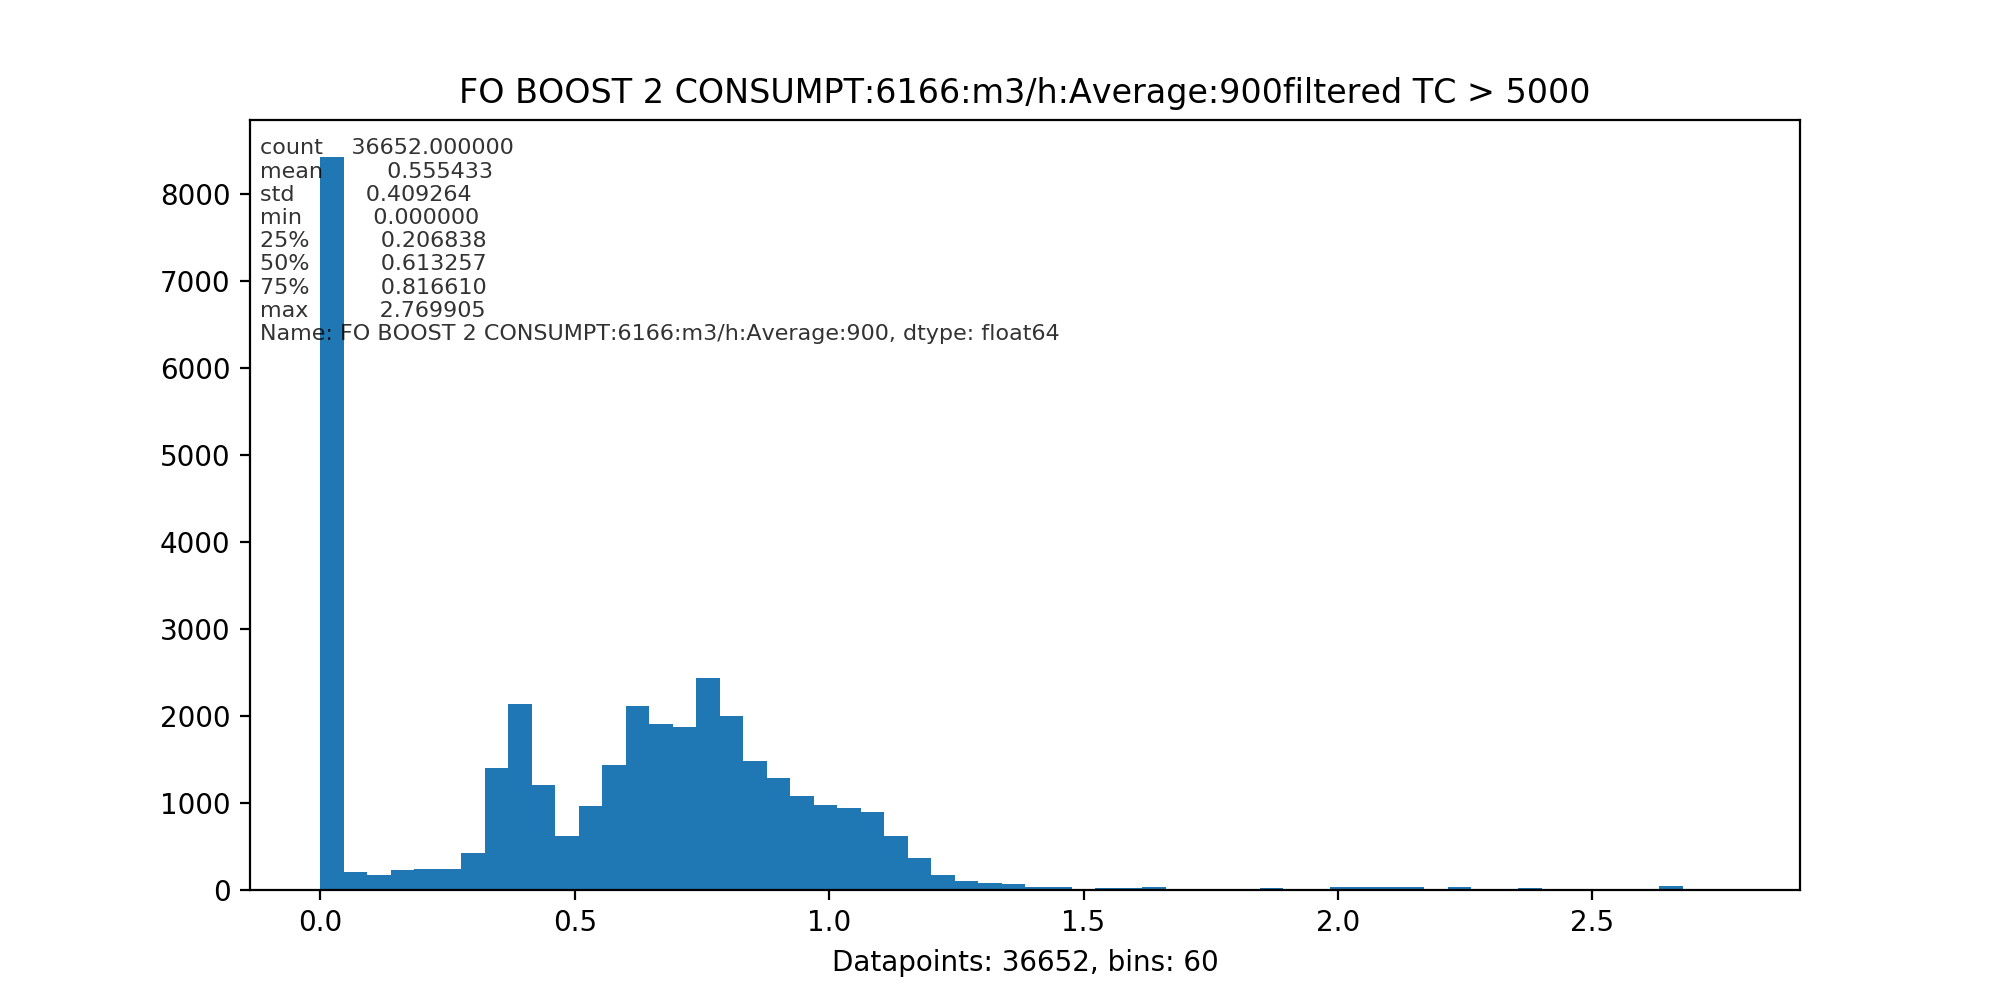 FO BOOST 2 CONSUMPT:6166:m3/h:Average:900filtered TC > 5000
count 36652.000000
mean 0.555433
std 0.409264
min 0.000000
25% 0.206838
50% 0.613257
75% 0.816610
max 2.769905
Name: FO BOOST 2 CONSUMPT:6166:m3/h:Average:900, dtype: float64
8000
7000
6000
5000
4000
3000
2000
1000
0
0.0 0.5 1.0 1.5 2.0 2.5
Datapoints: 36652, bins: 60